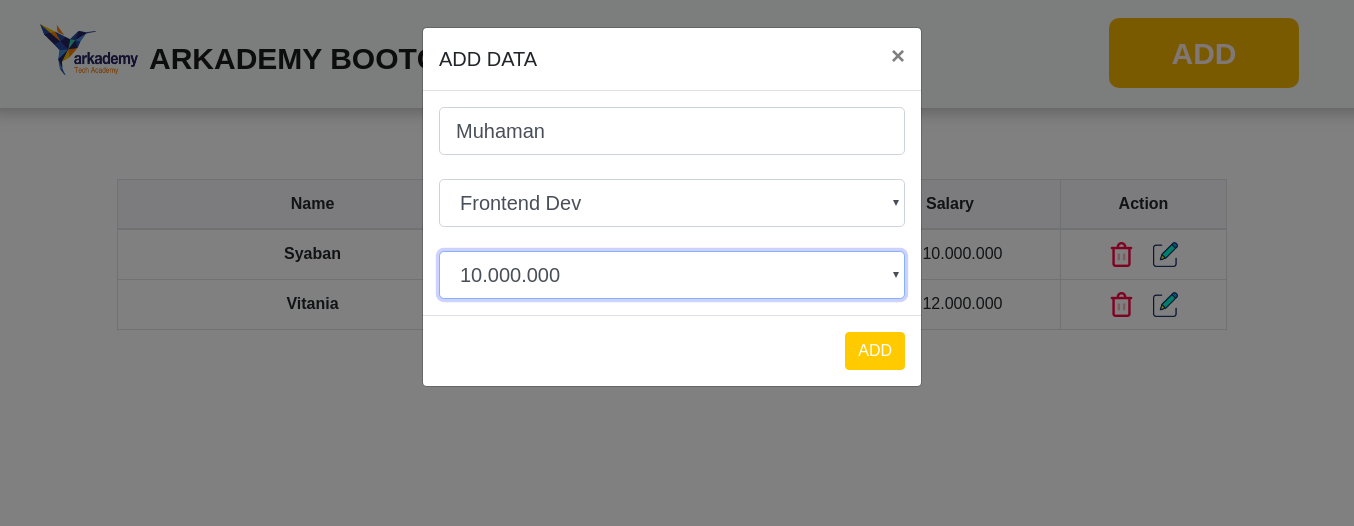 arkademy
Tech Academy
ARKADEMY
ADD
ADD DATA
×
Muhaman
Frontend Dev
10.000.000
ADD
Name
Salary
Action
Syaban
10.000.000
Vitania
12.000.000